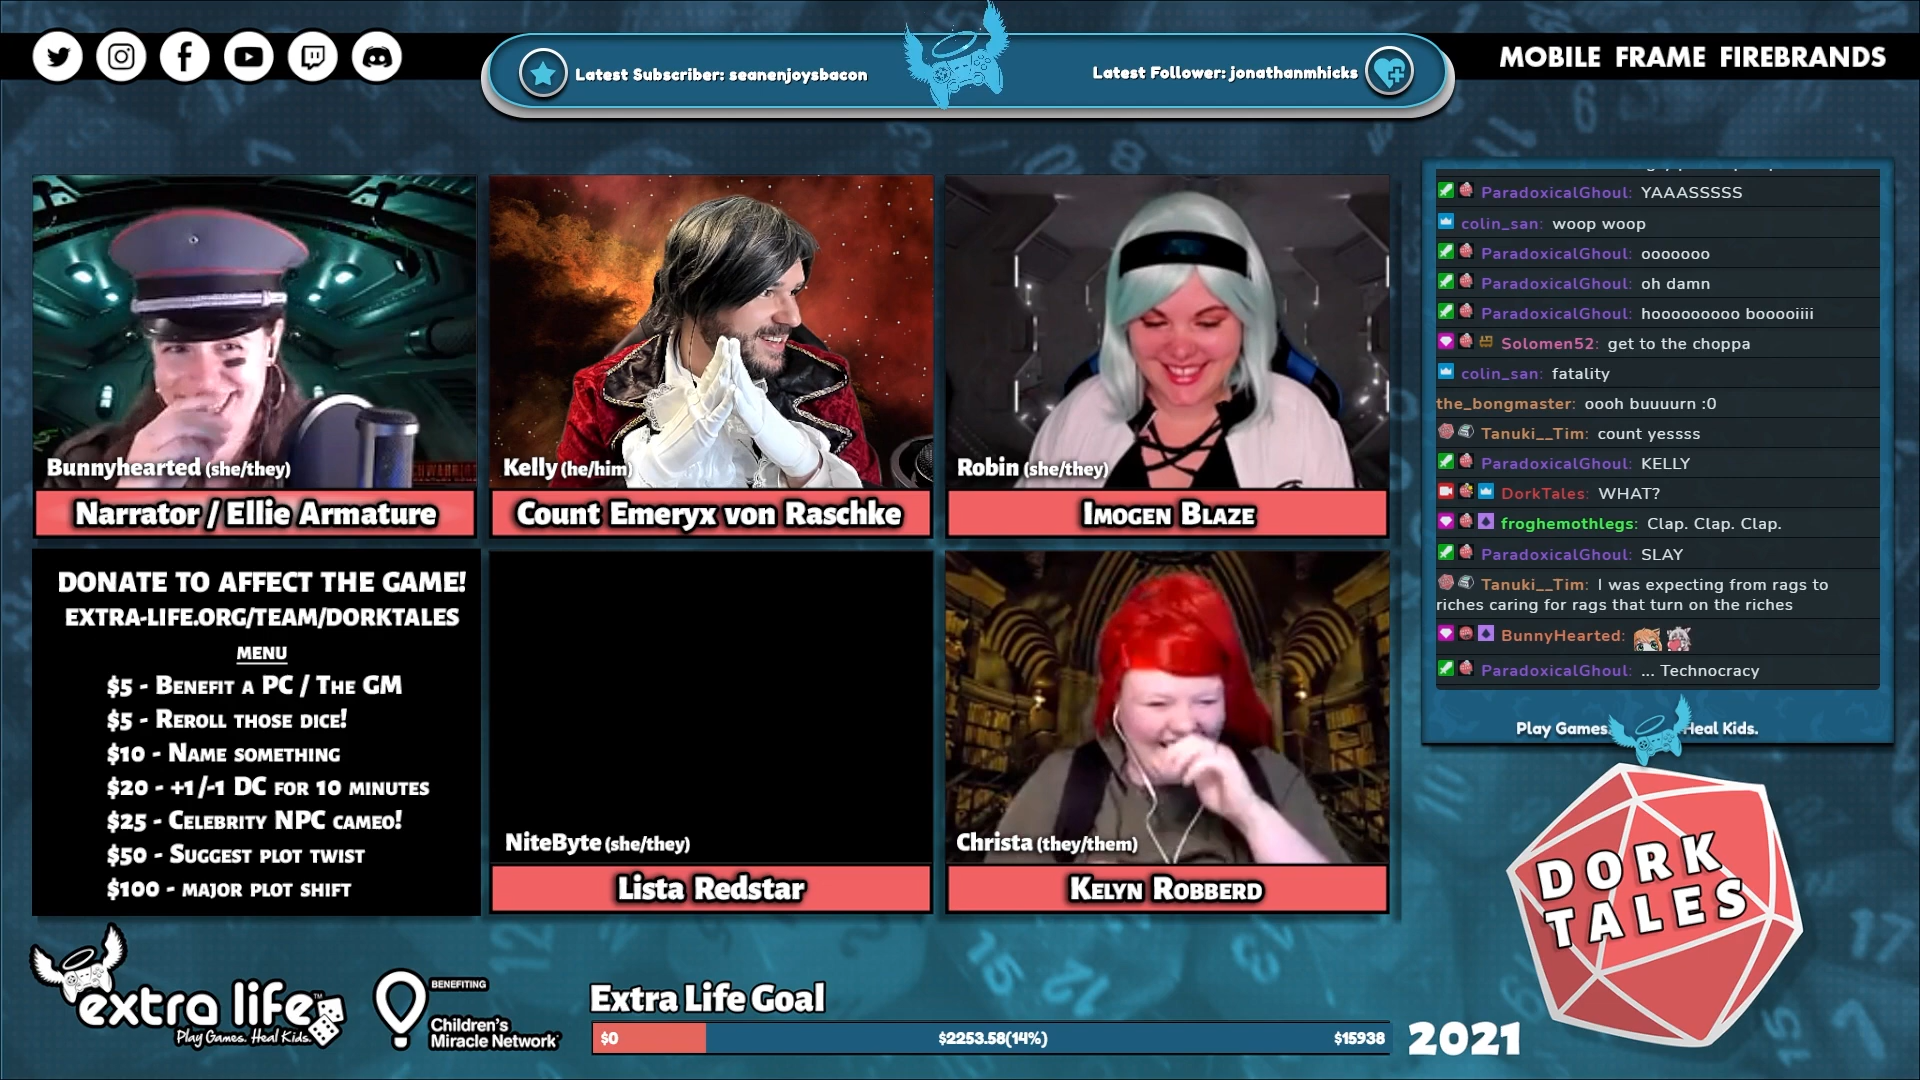 Latest Subscriber: seanenjoysbacon
Latest Follower: jonathanmhicks
MOBILE FRAME FIREBRANDS
Bunnyhearted (she/they)
Narrator / Ellie Armature
Kelly (he/him)
Count Emeryx von Raschke
Robin (she/they)
Imogen Blaze
ParadoxicalGhoul: YAAASSSSS
colin_san: woop woop
ParadoxicalGhoul: ooooooo
ParadoxicalGhoul: oh damn
ParadoxicalGhoul: hooooooooo booooiiii
Solomen52: get to the choppa
colin_san: fatality
the_bongmaster: oooh buuuurn :0
Tanuki__Tim: count yessss
ParadoxicalGhoul: KELLY
DorkTales: WHAT?
froghemothlegs: Clap. Clap. Clap.
ParadoxicalGhoul: SLAY
Tanuki__Tim: I was expecting from rags to
riches caring for rags that turn on the riches
BunnyHearted:
ParadoxicalGhoul: ... Technocracy
Play Games. Heal Kids.
DONATE TO AFFECT THE GAME!
EXTRA-LIFE.ORG/TEAM/DORKTALES
MENU
$5 - Benefit a PC / The GM
$5 - Reroll those dice!
$10 - Name something
$20 - +1/-1 DC for 10 minutes
$25 - Celebrity NPC cameo!
$50 - Suggest plot twist
$100 - major plot shift
NiteByte (she/they)
Lista Redstar
Christa (they/them)
Kelyn Robberd
DORK
TALES
extra life™
Play Games. Heal Kids.
BENEFITING
Children's
Miracle Network
Extra Life Goal
$0
$2253.58(14%)
$15938
2021